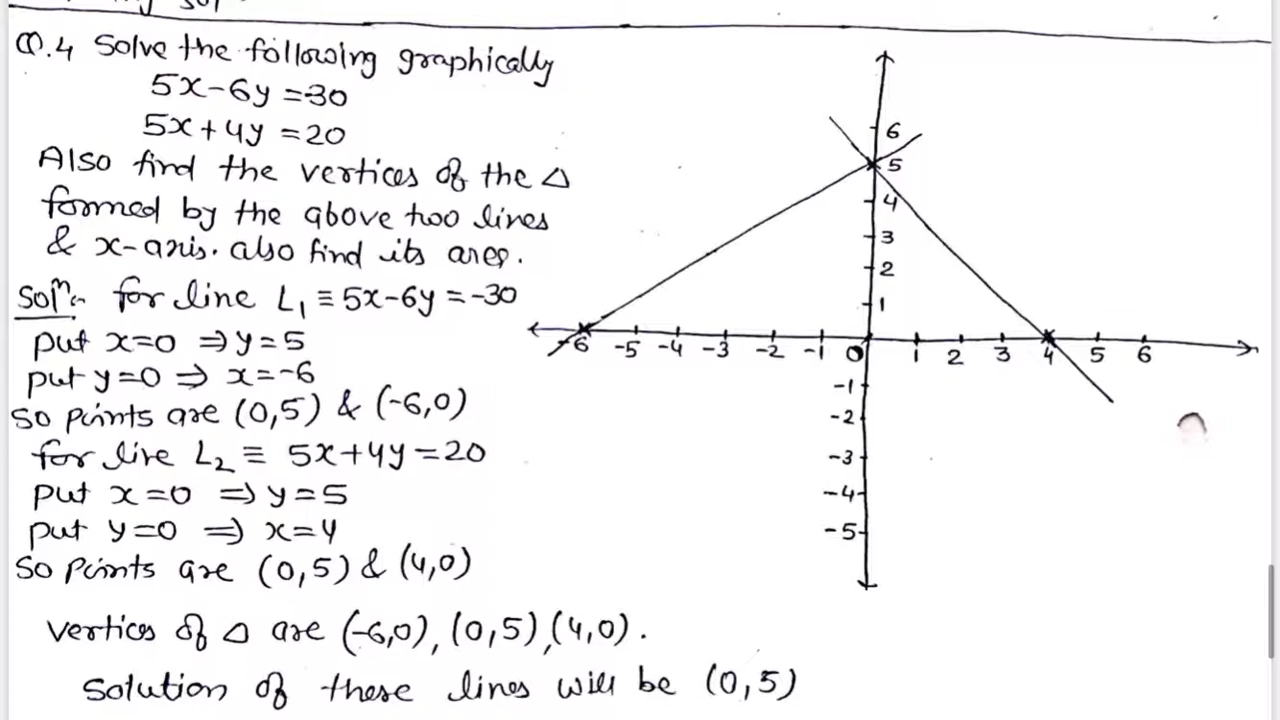 Q.4 Solve the following graphically
5x-6y=-30
5x+4y=20
Also find the vertices of the Δ
formed by the above two lines
& x-axis. also find its area.
Solⁿ:- for line L₁ ≡ 5x-6y=-30
put x=0 ⇒ y=5
put y=0 ⇒ x=-6
So points are (0,5) & (-6,0)
for line L₂ ≡ 5x+4y=20
put x=0 ⇒ y=5
put y=0 ⇒ x=4
So points are (0,5) & (4,0)
vertices of Δ are (-6,0), (0,5), (4,0).
Solution of these lines will be (0,5)
6
5
4
3
2
1
-6 -5 -4 -3 -2 -1 0 1 2 3 4 5 6
-1
-2
-3
-4
-5